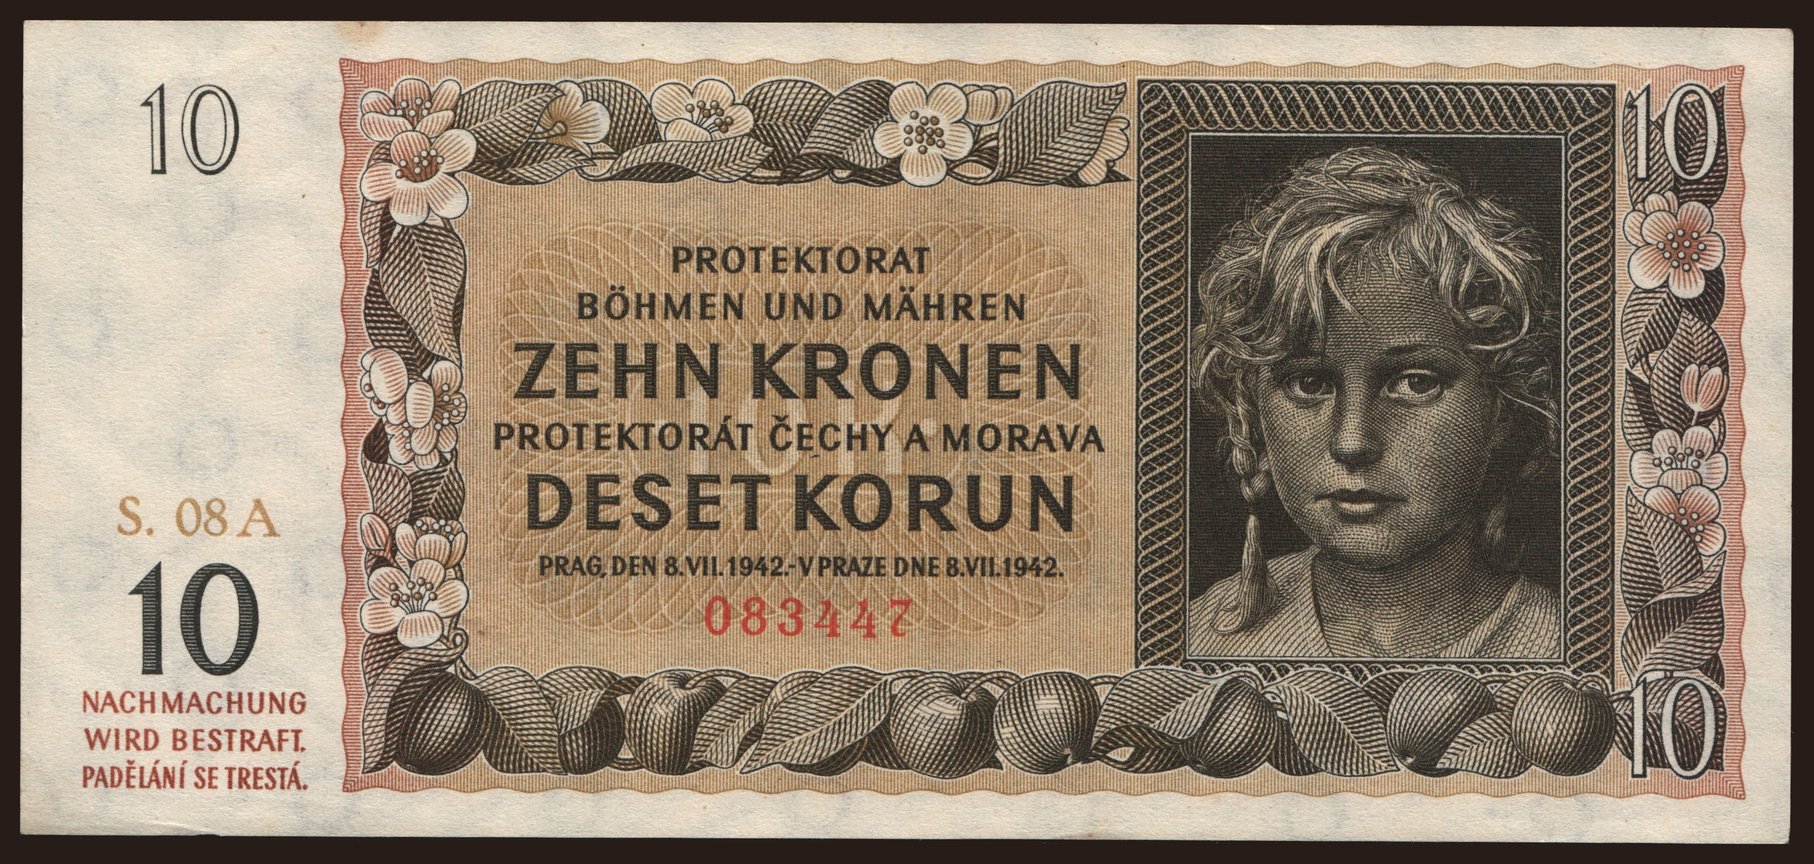 10
S. 08 A
10
NACHMACHUNG
WIRD BESTRAFT.
PADĚLÁNÍ SE TRESTÁ.
PROTEKTORAT
BÖHMEN UND MÄHREN
ZEHN KRONEN
PROTEKTORÁT ČECHY A MORAVA
DESET KORUN
PRAG, DEN 8.VII.1942.-V PRAZE DNE 8.VII.1942.
083447
10
10